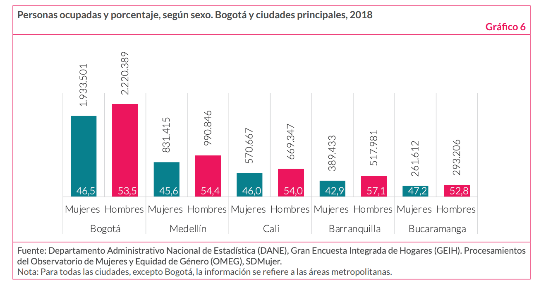 Personas ocupadas y porcentaje, según sexo. Bogotá y ciudades principales, 2018
Gráfico 6
1.933.501 2.220.389 831.415 990.846 570.667 669.347 389.433 517.981 261.612 293.206
46,5 53,5 45,6 54,4 46,0 54,0 42,9 57,1 47,2 52,8
Mujeres Hombres Mujeres Hombres Mujeres Hombres Mujeres Hombres Mujeres Hombres
Bogotá Medellín Cali Barranquilla Bucaramanga
Fuente: Departamento Administrativo Nacional de Estadística (DANE), Gran Encuesta Integrada de Hogares (GEIH). Procesamientos
del Observatorio de Mujeres y Equidad de Género (OMEG), SDMujer.
Nota: Para todas las ciudades, excepto Bogotá, la información se refiere a las áreas metropolitanas.